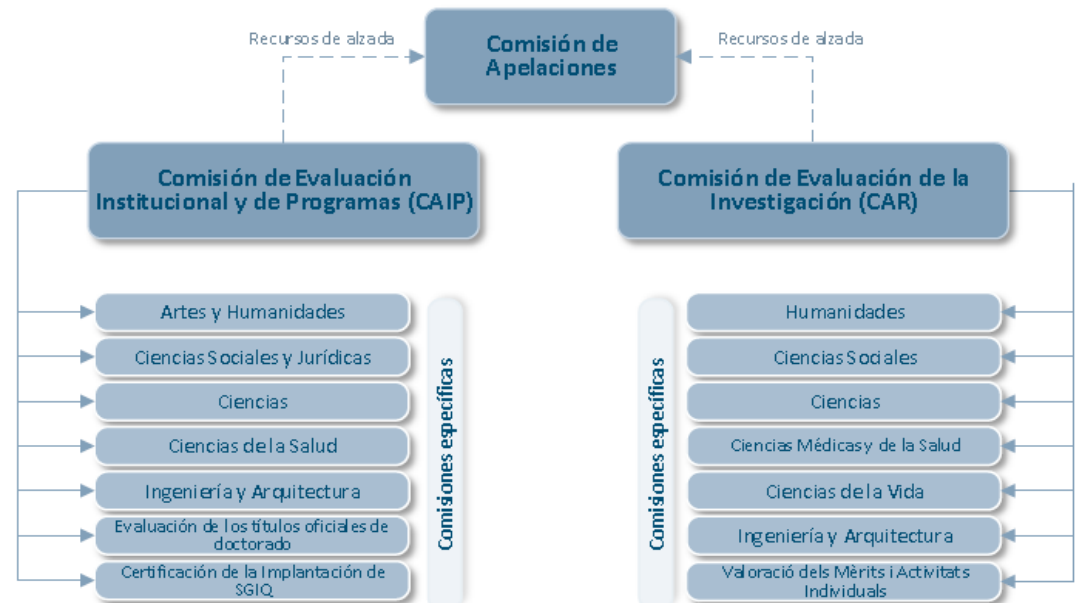 Recursos de alzada
Comisión de
Apelaciones
Recursos de alzada
Comisión de Evaluación
Institucional y de Programas (CAIP)
Comisión de Evaluación de la
Investigación (CAR)
Artes y Humanidades
Ciencias Sociales y Jurídicas
Ciencias
Ciencias de la Salud
Ingeniería y Arquitectura
Evaluación de los títulos oficiales de
doctorado
Certificación de la Implantación de
SGIQ
Comisiones específicas
Comisiones específicas
Humanidades
Ciencias Sociales
Ciencias
Ciencias Médicas y de la Salud
Ciencias de la Vida
Ingeniería y Arquitectura
Valoració dels Mèrits i Activitats
Individuals